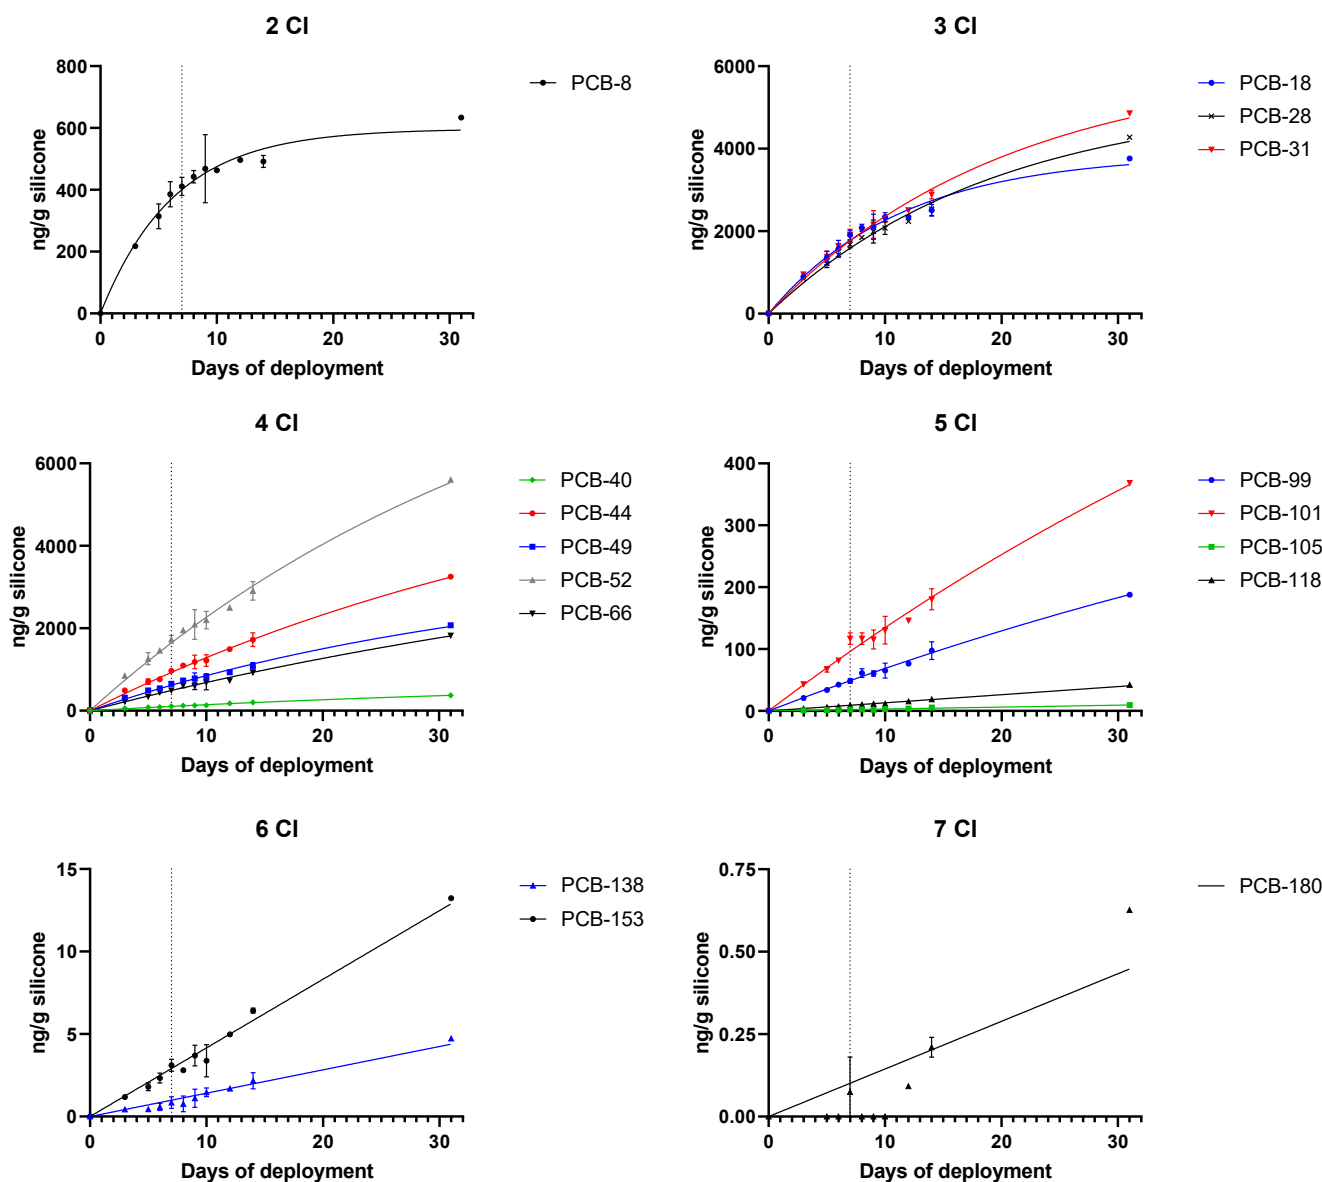 2 Cl
800
600
400
200
0
0 10 20 30
ng/g silicone
Days of deployment
PCB-8
3 Cl
6000
4000
2000
0
0 10 20 30
ng/g silicone
Days of deployment
PCB-18
PCB-28
PCB-31
4 Cl
6000
4000
2000
0
0 10 20 30
ng/g silicone
Days of deployment
PCB-40
PCB-44
PCB-49
PCB-52
PCB-66
5 Cl
400
300
200
100
0
0 10 20 30
ng/g silicone
Days of deployment
PCB-99
PCB-101
PCB-105
PCB-118
6 Cl
15
10
5
0
0 10 20 30
ng/g silicone
Days of deployment
PCB-138
PCB-153
7 Cl
0.75
0.50
0.25
0.00
0 10 20 30
ng/g silicone
Days of deployment
PCB-180